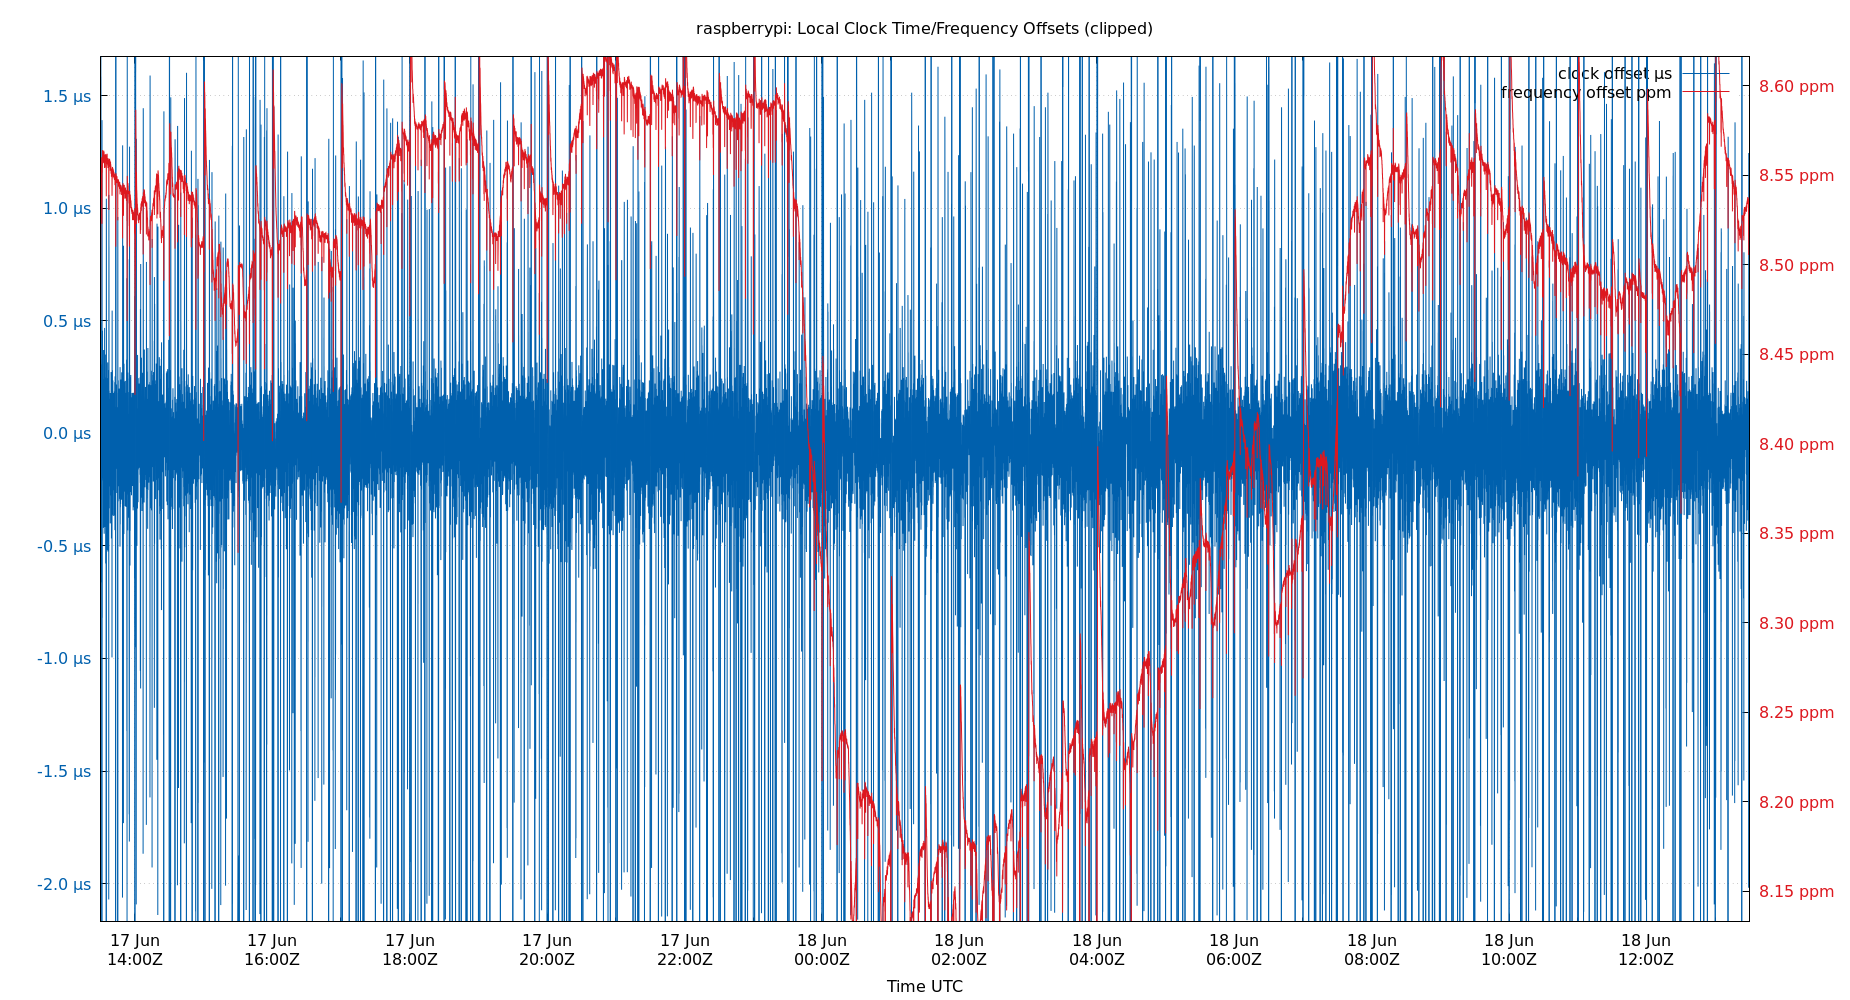 raspberrypi: Local Clock Time/Frequency Offsets (clipped)
clock offset µs
frequency offset ppm
1.5 µs
1.0 µs
0.5 µs
0.0 µs
-0.5 µs
-1.0 µs
-1.5 µs
-2.0 µs
8.60 ppm
8.55 ppm
8.50 ppm
8.45 ppm
8.40 ppm
8.35 ppm
8.30 ppm
8.25 ppm
8.20 ppm
8.15 ppm
17 Jun 17 Jun 17 Jun 17 Jun 17 Jun 18 Jun 18 Jun 18 Jun 18 Jun 18 Jun 18 Jun 18 Jun
14:00Z 16:00Z 18:00Z 20:00Z 22:00Z 00:00Z 02:00Z 04:00Z 06:00Z 08:00Z 10:00Z 12:00Z
Time UTC